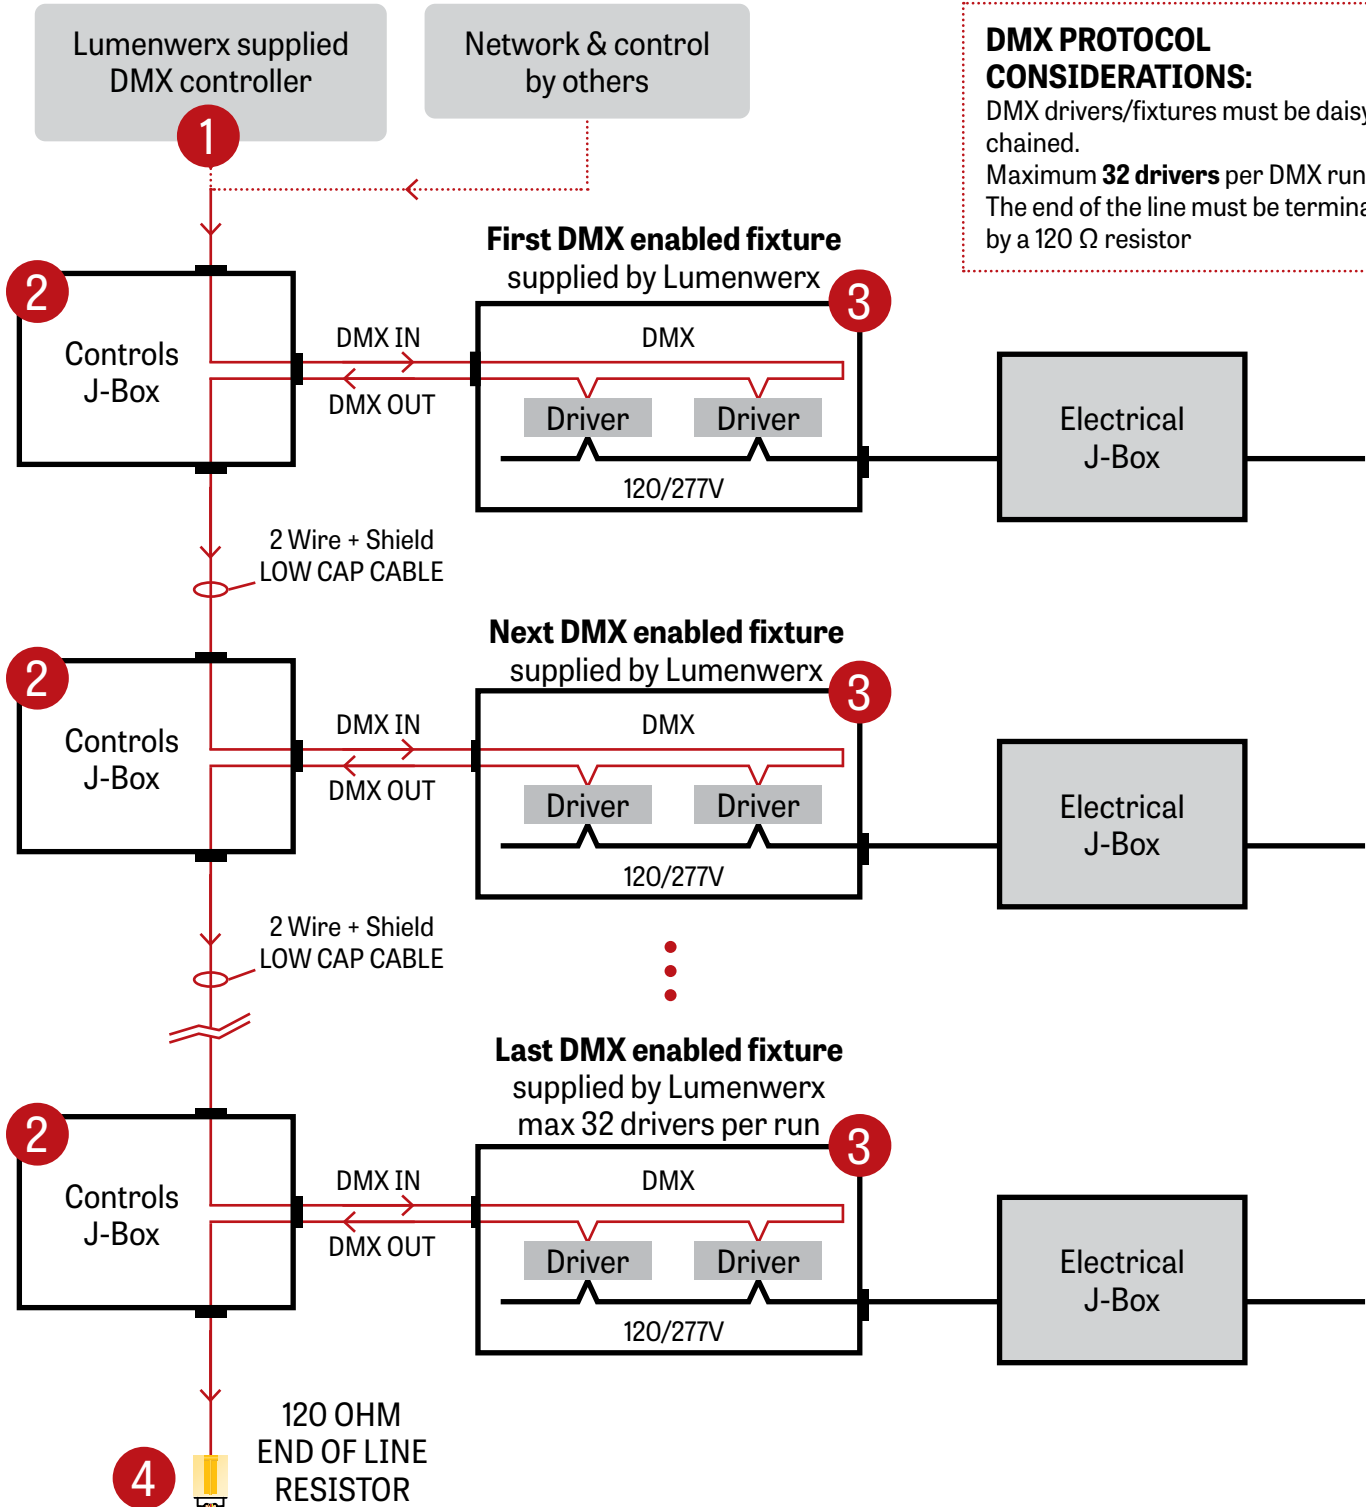 Lumenwerx supplied
DMX controller
1
Network & control
by others
DMX PROTOCOL
CONSIDERATIONS:
DMX drivers/fixtures must be daisy
chained.
Maximum 32 drivers per DMX run
The end of the line must be termina
by a 120 Ω resistor
First DMX enabled fixture
supplied by Lumenwerx
2
Controls
J-Box
DMX IN
DMX OUT
3
DMX
Driver
Driver
120/277V
Electrical
J-Box
2 Wire + Shield
LOW CAP CABLE
Next DMX enabled fixture
supplied by Lumenwerx
2
Controls
J-Box
DMX IN
DMX OUT
3
DMX
Driver
Driver
120/277V
Electrical
J-Box
2 Wire + Shield
LOW CAP CABLE
Last DMX enabled fixture
supplied by Lumenwerx
max 32 drivers per run
2
Controls
J-Box
DMX IN
DMX OUT
3
DMX
Driver
Driver
120/277V
Electrical
J-Box
4
120 OHM
END OF LINE
RESISTOR